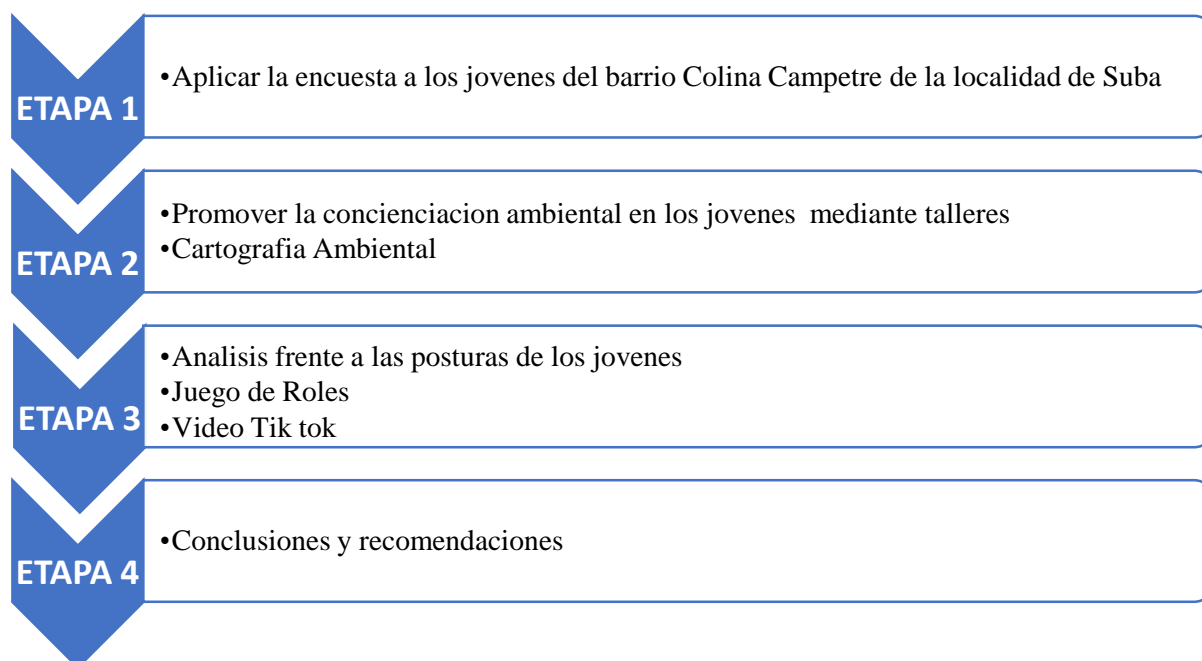 ETAPA 1
•Aplicar la encuesta a los jovenes del barrio Colina Campetre de la localidad de Suba
ETAPA 2
•Promover la concienciacion ambiental en los jovenes mediante talleres
•Cartografia Ambiental
ETAPA 3
•Analisis frente a las posturas de los jovenes
•Juego de Roles
•Video Tik tok
ETAPA 4
•Conclusiones y recomendaciones